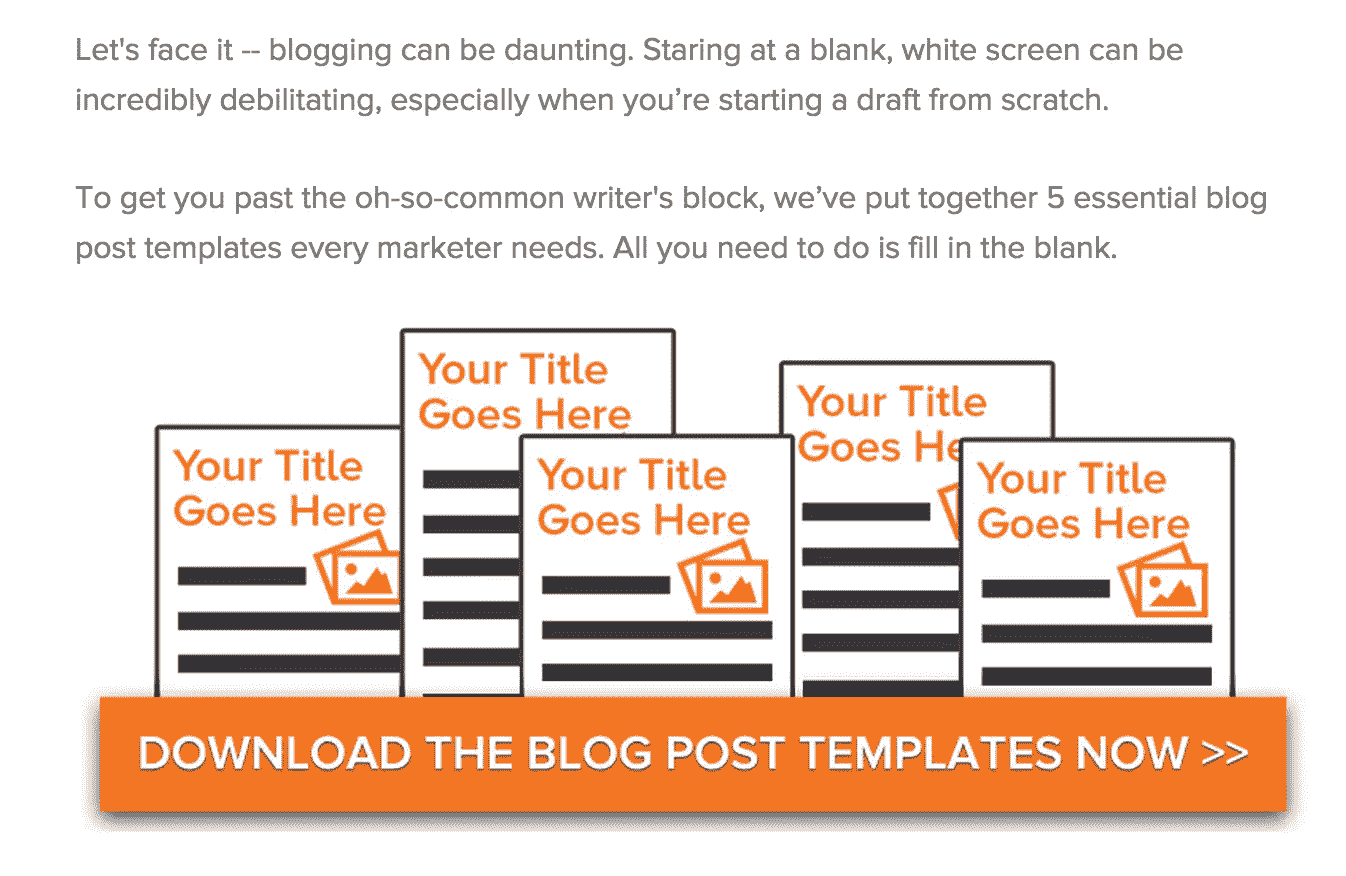 Let's face it -- blogging can be daunting. Staring at a blank, white screen can be
incredibly debilitating, especially when you’re starting a draft from scratch.
To get you past the oh-so-common writer's block, we’ve put together 5 essential blog
post templates every marketer needs. All you need to do is fill in the blank.
Your Title
Goes Here
Your Title
Goes Here
Your Title
Goes Here
Your Title
Goes He
Your Title
Goes Here
DOWNLOAD THE BLOG POST TEMPLATES NOW >>